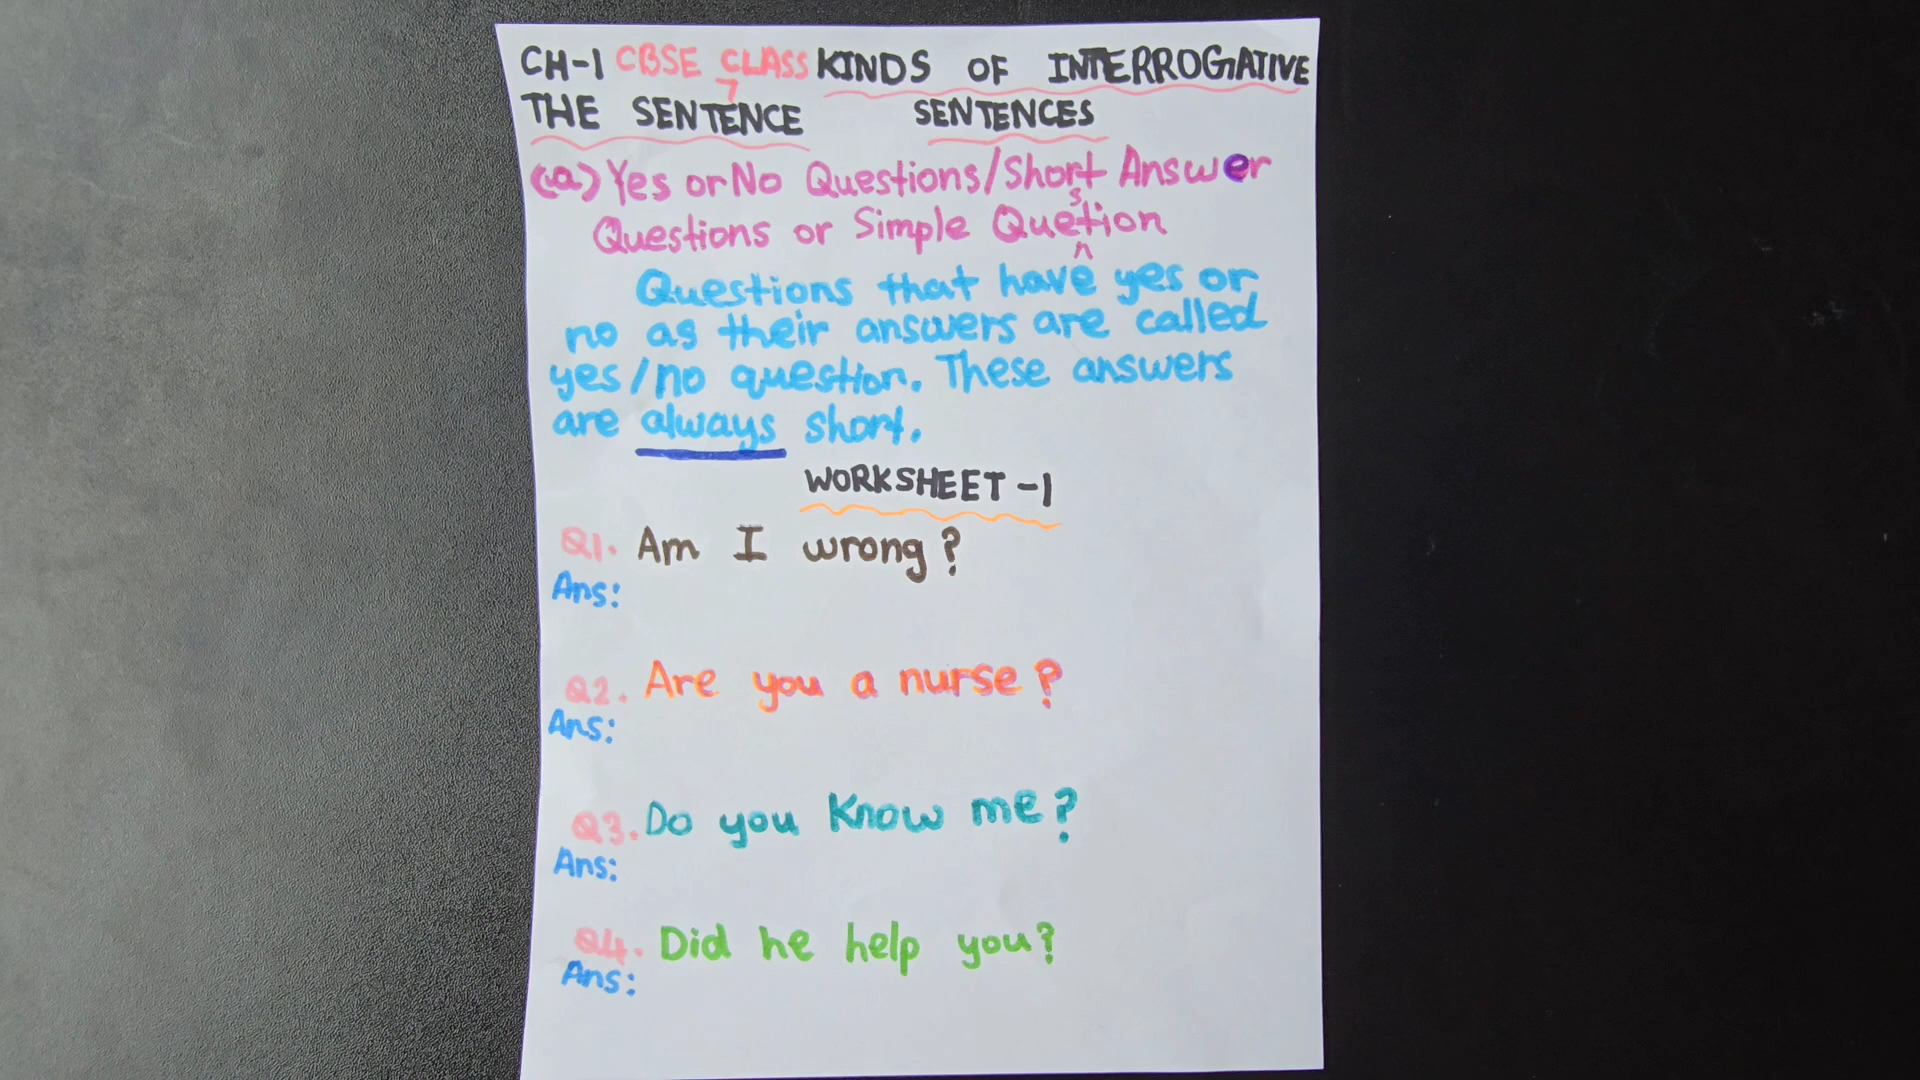 CH-1 CBSE CLASS 7 KINDS OF INTERROGATIVE
THE SENTENCE SENTENCES
(a) Yes or No Questions/Short Answer
Questions or Simple Question
Questions that have yes or
no as their answers are called
yes/no question. These answers
are always short.
WORKSHEET-1
Q1. Am I wrong?
Ans:
Q2. Are you a nurse?
Ans:
Q3. Do you know me?
Ans:
Q4. Did he help you?
Ans: